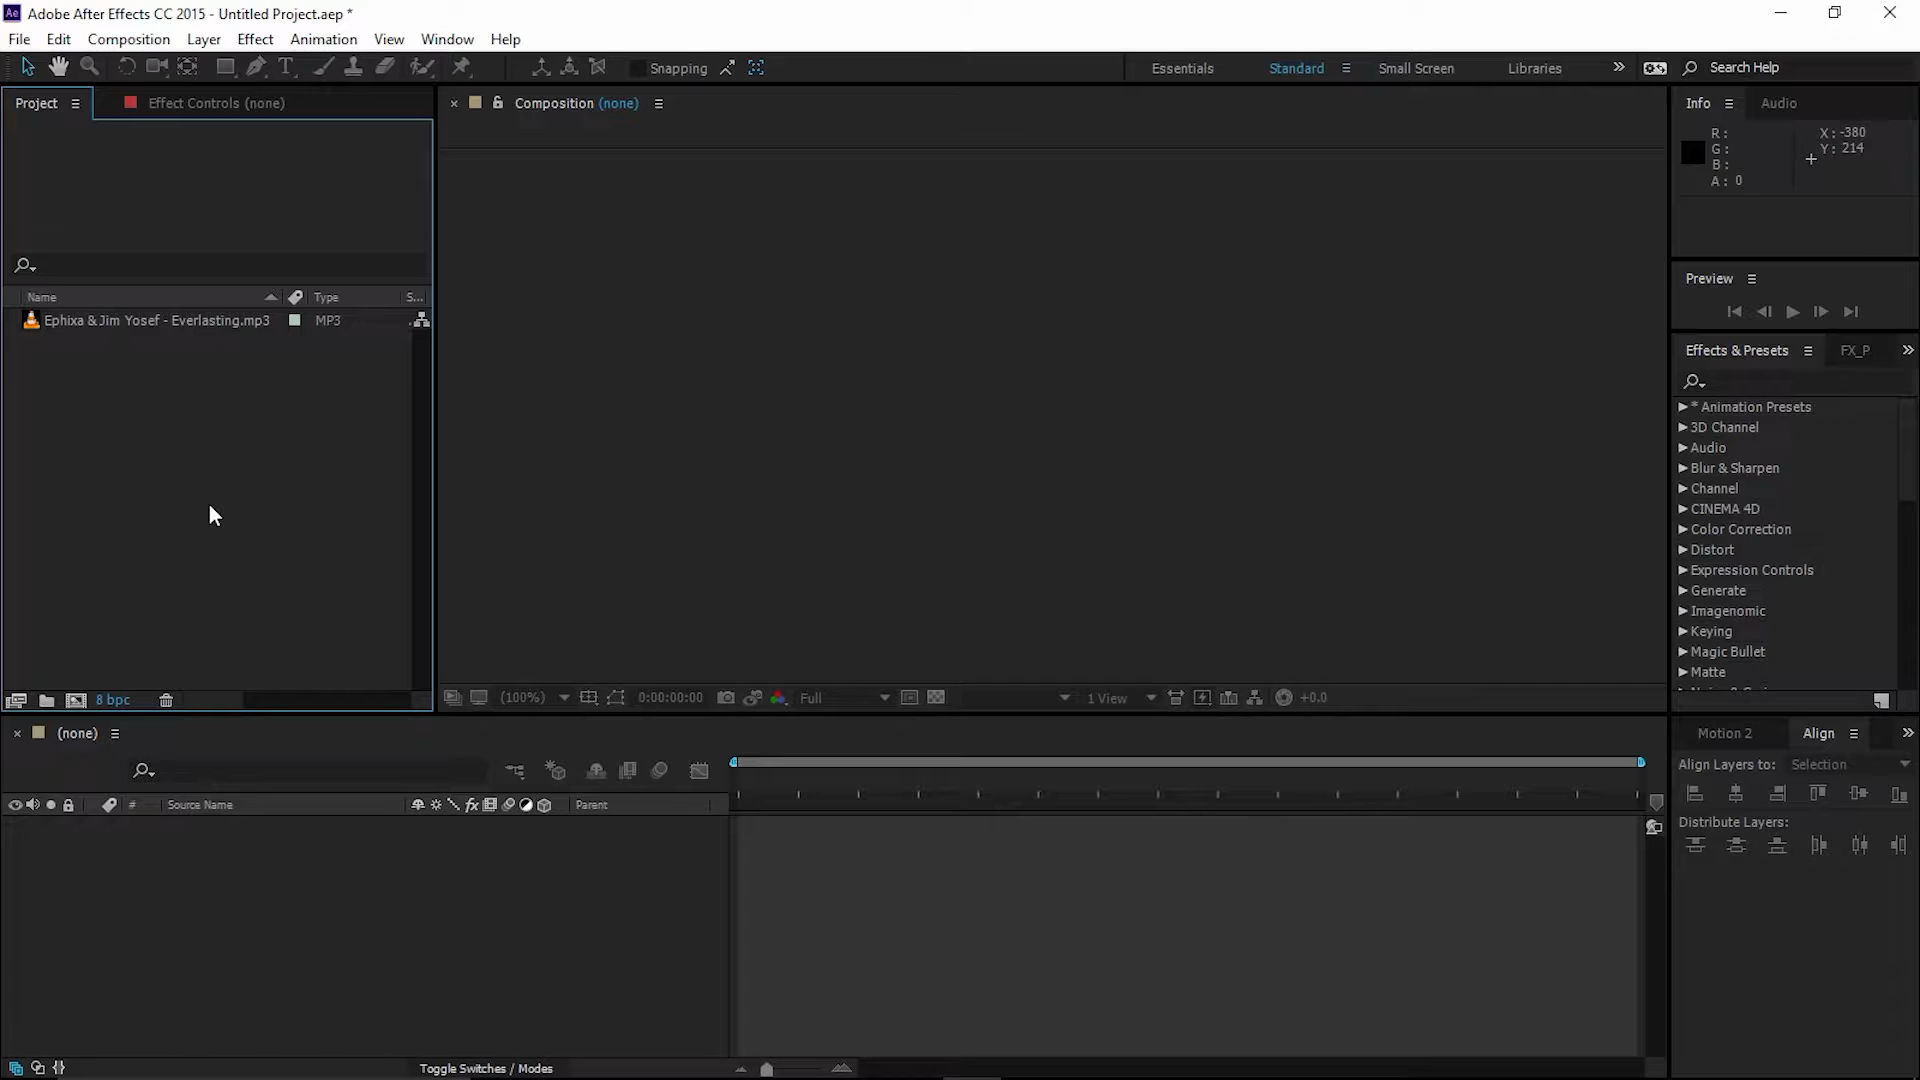 Adobe After Effects CC 2015 - Untitled Project.aep *
File Edit Composition Layer Effect Animation View Window Help
Snapping
Essentials Standard Small Screen Libraries Search Help
Project Effect Controls (none)
Composition (none)
Info Audio
R:
G:
B:
A: 0
X: -380
Y: 214
Preview
Name Type S...
Ephixa & Jim Yosef - Everlasting.mp3 MP3
Effects & Presets FX_P
* Animation Presets
3D Channel
Audio
Blur & Sharpen
Channel
CINEMA 4D
Color Correction
Distort
Expression Controls
Generate
Imagenomic
Keying
Magic Bullet
Matte
8 bpc
(100%) 0:00:00:00 Full 1 View +0.0
(none)
Motion 2 Align
Align Layers to: Selection
Distribute Layers:
# Source Name fx Parent
Toggle Switches / Modes